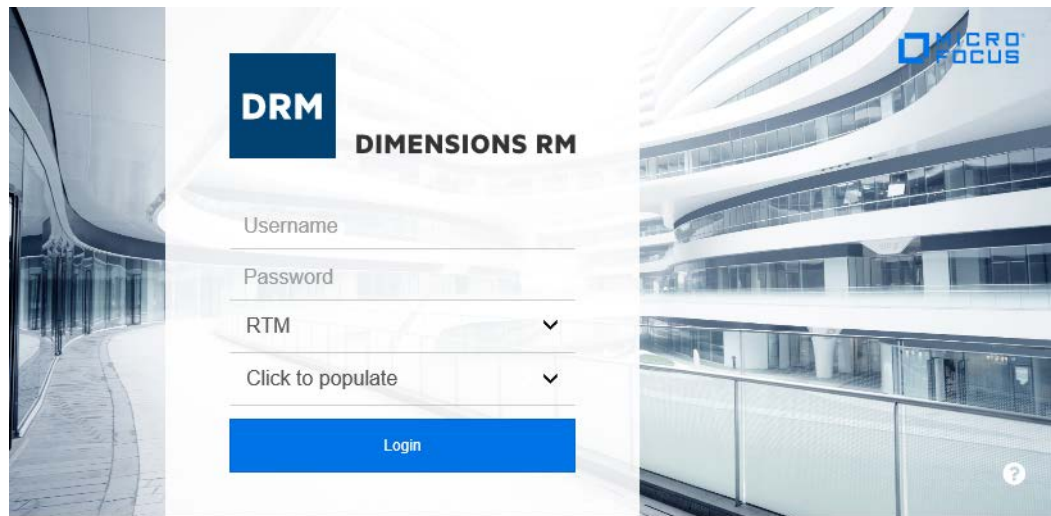 MICRO
FOCUS
DRM
DIMENSIONS RM
Username
Password
RTM
Click to populate
Login
?